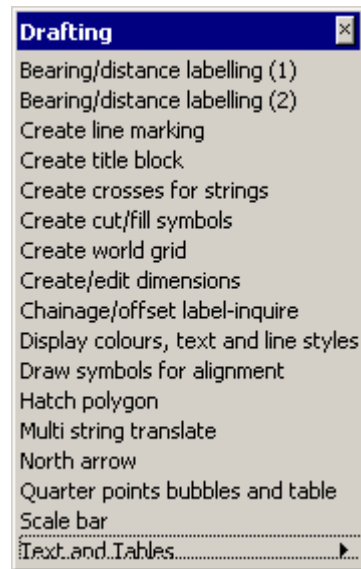 Drafting
Bearing/distance labelling (1)
Bearing/distance labelling (2)
Create line marking
Create title block
Create crosses for strings
Create cut/fill symbols
Create world grid
Create/edit dimensions
Chainage/offset label-inquire
Display colours, text and line styles
Draw symbols for alignment
Hatch polygon
Multi string translate
North arrow
Quarter points bubbles and table
Scale bar
Text and Tables